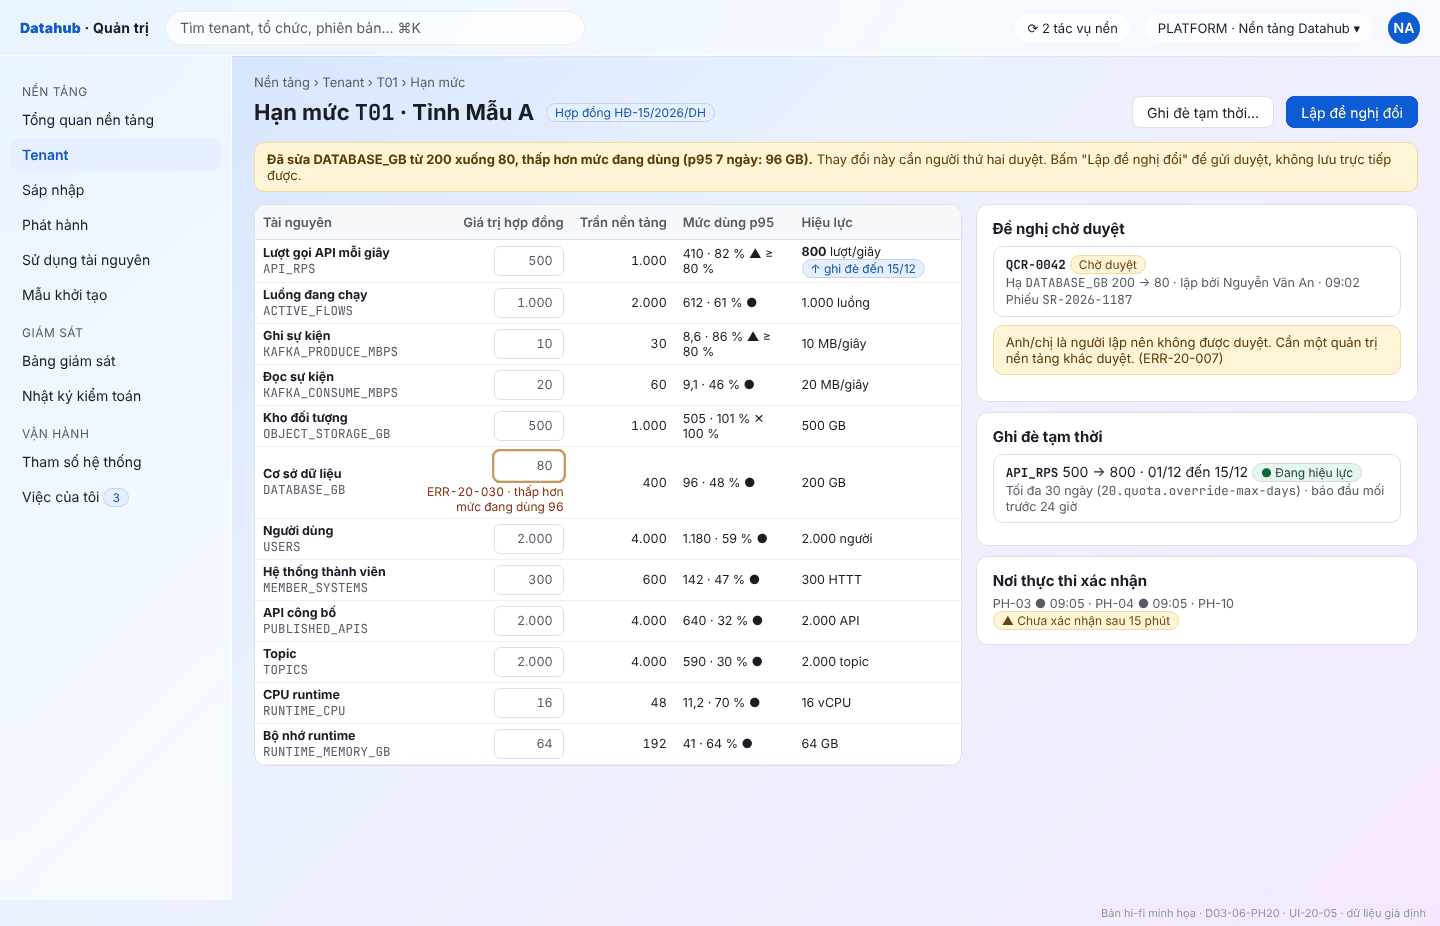 Datahub · Quản trị
Tìm tenant, tổ chức, phiên bản... ⌘K
⟳ 2 tác vụ nền
PLATFORM · Nền tảng Datahub ▾
NA
NỀN TẢNG
Tổng quan nền tảng
Tenant
Sáp nhập
Phát hành
Sử dụng tài nguyên
Mẫu khởi tạo
GIÁM SÁT
Bảng giám sát
Nhật ký kiểm toán
VẬN HÀNH
Tham số hệ thống
Việc của tôi 3
Nền tảng › Tenant › T01 › Hạn mức
Hạn mức T01 · Tỉnh Mẫu A
Hợp đồng HĐ-15/2026/DH
Ghi đè tạm thời...
Lập đề nghị đổi
Đã sửa DATABASE_GB từ 200 xuống 80, thấp hơn mức đang dùng (p95 7 ngày: 96 GB). Thay đổi này cần người thứ hai duyệt. Bấm "Lập đề nghị đổi" để gửi duyệt, không lưu trực tiếp
được.
Tài nguyên Giá trị hợp đồng Trần nền tảng Mức dùng p95 Hiệu lực
Lượt gọi API mỗi giây
API_RPS
500 1.000
410 · 82 % ▲ ≥
80 %
800 lượt/giây
↑ ghi đè đến 15/12
Luồng đang chạy
ACTIVE_FLOWS
1.000 2.000 612 · 61 % ● 1.000 luồng
Ghi sự kiện
KAFKA_PRODUCE_MBPS
10 30
8,6 · 86 % ▲ ≥
80 %
10 MB/giây
Đọc sự kiện
KAFKA_CONSUME_MBPS
20 60 9,1 · 46 % ● 20 MB/giây
Kho đối tượng
OBJECT_STORAGE_GB
500 1.000
505 · 101 % ✕
100 %
500 GB
Cơ sở dữ liệu
DATABASE_GB
80
ERR-20-030 · thấp hơn
mức đang dùng 96
400 96 · 48 % ● 200 GB
Người dùng
USERS
2.000 4.000 1.180 · 59 % ● 2.000 người
Hệ thống thành viên
MEMBER_SYSTEMS
300 600 142 · 47 % ● 300 HTTT
API công bố
PUBLISHED_APIS
2.000 4.000 640 · 32 % ● 2.000 API
Topic
TOPICS
2.000 4.000 590 · 30 % ● 2.000 topic
CPU runtime
RUNTIME_CPU
16 48 11,2 · 70 % ● 16 vCPU
Bộ nhớ runtime
RUNTIME_MEMORY_GB
64 192 41 · 64 % ● 64 GB
Đề nghị chờ duyệt
QCR-0042 Chờ duyệt
Hạ DATABASE_GB 200 → 80 · lập bởi Nguyễn Văn An · 09:02
Phiếu SR-2026-1187
Anh/chị là người lập nên không được duyệt. Cần một quản trị
nền tảng khác duyệt. (ERR-20-007)
Ghi đè tạm thời
API_RPS 500 → 800 · 01/12 đến 15/12 ● Đang hiệu lực
Tối đa 30 ngày (20.quota.override-max-days) · báo đầu mối
trước 24 giờ
Nơi thực thi xác nhận
PH-03 ● 09:05 · PH-04 ● 09:05 · PH-10
▲ Chưa xác nhận sau 15 phút
Bản hi-fi minh họa · D03-06-PH20 · UI-20-05 · dữ liệu giả định